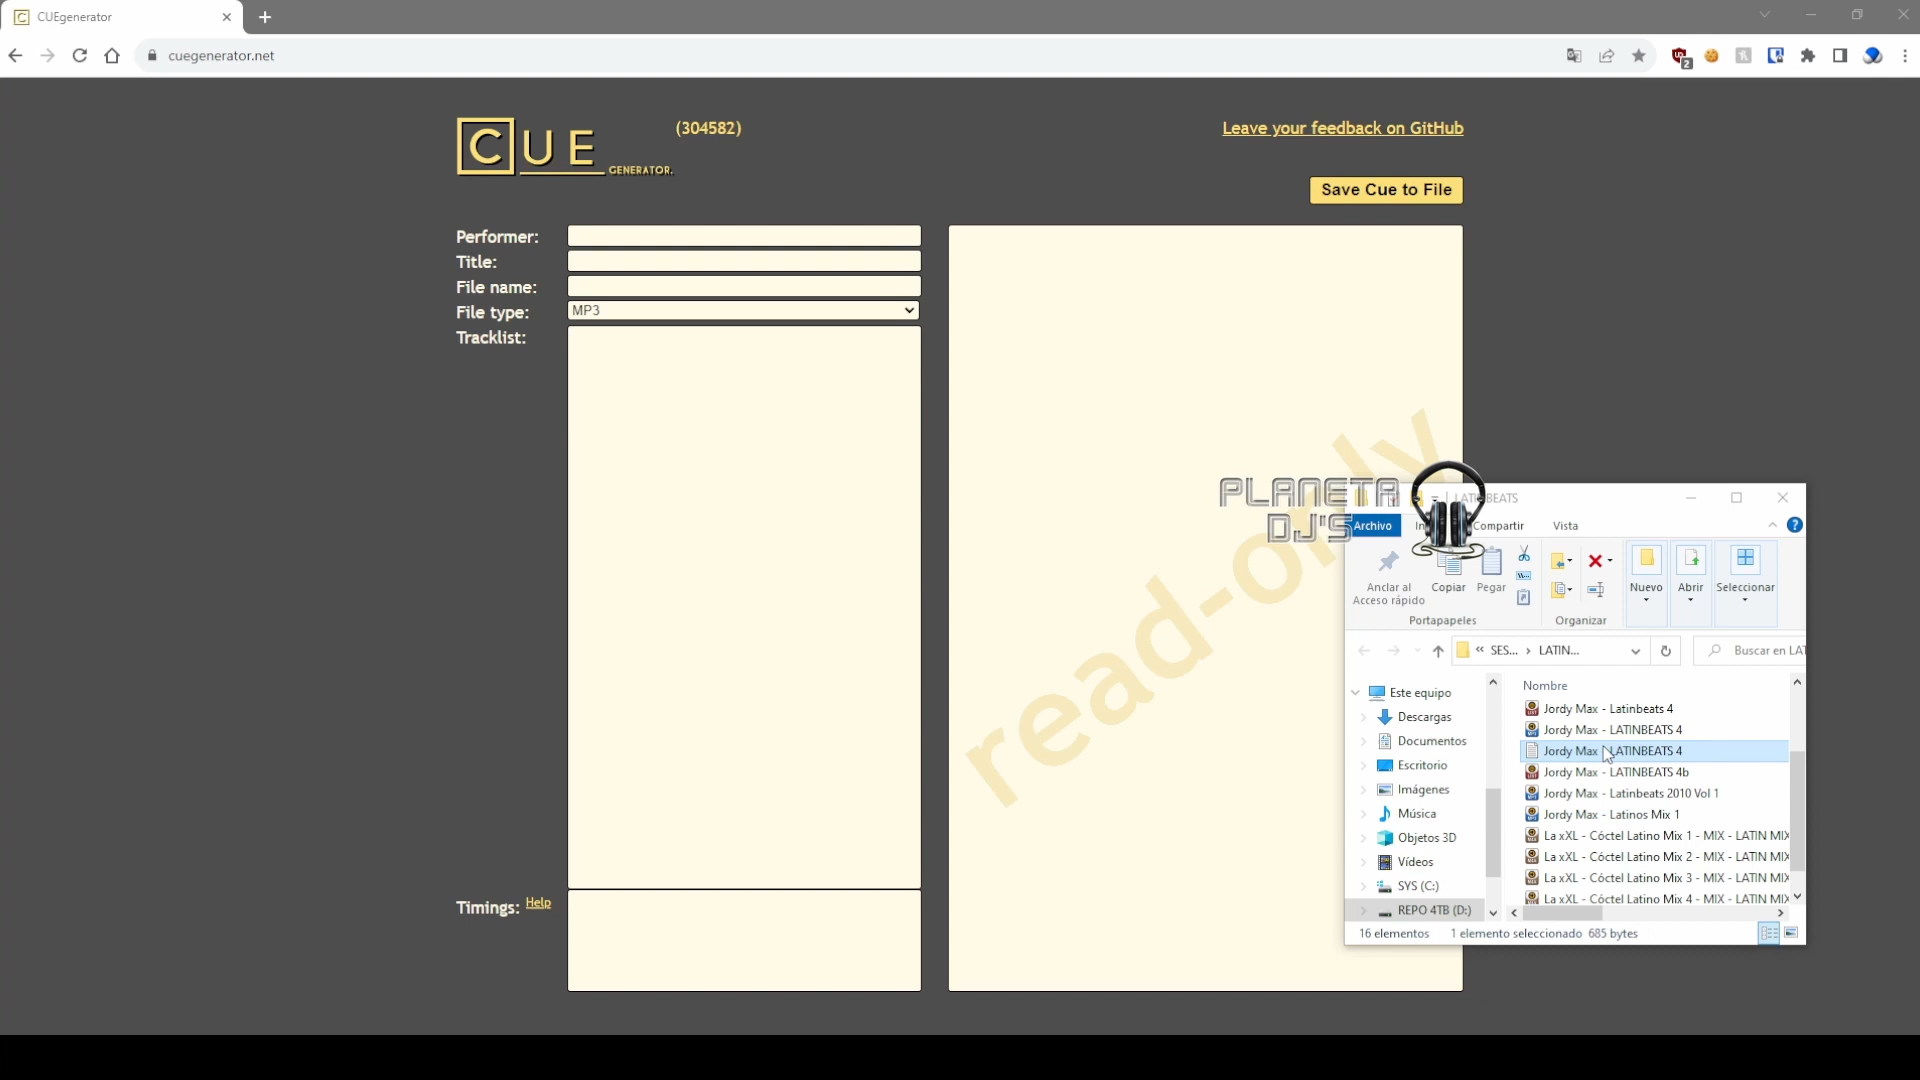 CUEgenerator
cuegenerator.net
2
CUE GENERATOR.
(304582)
Leave your feedback on GitHub
Save Cue to File
Performer:
Title:
File name:
File type:
MP3
Tracklist:
Timings: Help
read-only
PLANETA
DJ'S
LATINBEATS
Archivo
Compartir
Vista
Anclar al
Acceso rápido
Copiar
Pegar
Nuevo
Abrir
Seleccionar
Portapapeles
Organizar
« SES... › LATIN...
Buscar en LAT
Este equipo
Descargas
Documentos
Escritorio
Imágenes
Música
Objetos 3D
Vídeos
SYS (C:)
REPO 4TB (D:)
Nombre
Jordy Max - Latinbeats 4
Jordy Max - LATINBEATS 4
Jordy Max - LATINBEATS 4
Jordy Max - LATINBEATS 4b
Jordy Max - Latinbeats 2010 Vol 1
Jordy Max - Latinos Mix 1
La xXL - Cóctel Latino Mix 1 - MIX - LATIN MIX
La xXL - Cóctel Latino Mix 2 - MIX - LATIN MIX
La xXL - Cóctel Latino Mix 3 - MIX - LATIN MIX
La xXL - Cóctel Latino Mix 4 - MIX - LATIN MIX
16 elementos
1 elemento seleccionado 685 bytes